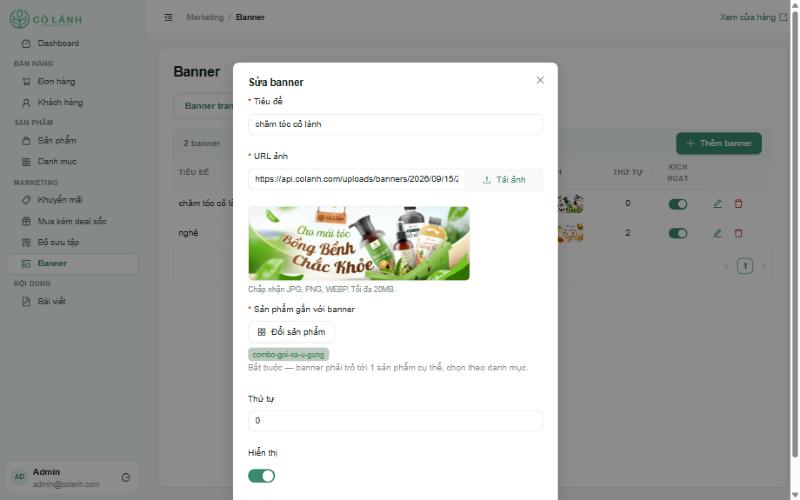 CỎ LÀNH
Marketing / Banner
Xem cửa hàng
Dashboard
BÁN HÀNG
Đơn hàng
Khách hàng
SẢN PHẨM
Sản phẩm
Danh mục
MARKETING
Khuyến mãi
Mua kèm deal sốc
Bộ sưu tập
Banner
NỘI DUNG
Bài viết
AD
Admin
admin@colanh.com
Banner
Banner tran
2 banner
Thêm banner
TIÊU ĐỀ
THỨ TỰ
KÍCH HOẠT
chăm tóc cỏ là
0
nghệ
2
1
Sửa banner
* Tiêu đề
chăm tóc cỏ lành
* URL ảnh
https://api.colanh.com/uploads/banners/2026/09/15/2
Tải ảnh
CỎ LÀNH
Cho mái tóc
Bồng Bềnh
Chắc Khỏe
Chấp nhận JPG, PNG, WEBP. Tối đa 20MB.
* Sản phẩm gắn với banner
Đổi sản phẩm
combo-goi-xa-u-gung
Bắt buộc — banner phải trỏ tới 1 sản phẩm cụ thể, chọn theo danh mục.
Thứ tự
0
Hiển thị